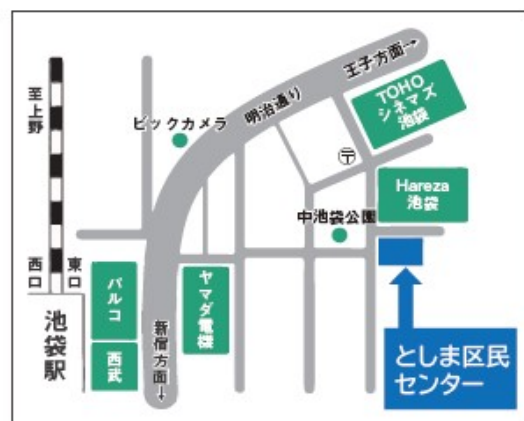 王子方面→
明治通り
TOHO
シネマズ
池袋
至上野
ビックカメラ
〒
Hareza
池袋
中池袋公園
西口
東口
パルコ
ヤマダ電機
池袋駅
西武
新宿方面→
としま区民
センター